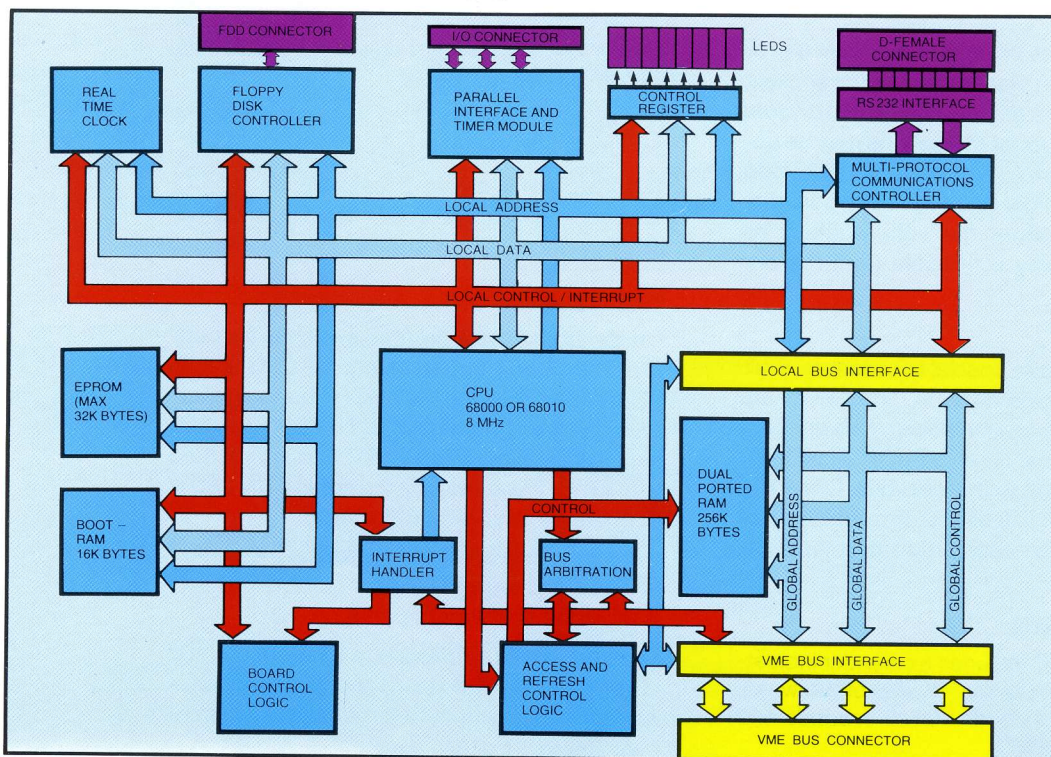 FDD CONNECTOR
I/O CONNECTOR
LEDS
D-FEMALE
CONNECTOR
REAL
TIME
CLOCK
FLOPPY
DISK
CONTROLLER
PARALLEL
INTERFACE AND
TIMER MODULE
CONTROL
REGISTER
RS232 INTERFACE
MULTI-PROTOCOL
COMMUNICATIONS
CONTROLLER
LOCAL ADDRESS
LOCAL DATA
LOCAL CONTROL / INTERRUPT
EPROM
(MAX
32K BYTES)
CPU
68000 OR 68010
8 MHz
LOCAL BUS INTERFACE
DUAL
PORTED
RAM
256K
BYTES
BOOT –
RAM
16K BYTES
CONTROL
INTERRUPT
HANDLER
BUS
ARBITRATION
GLOBAL ADDRESS
GLOBAL DATA
GLOBAL CONTROL
BOARD
CONTROL
LOGIC
ACCESS AND
REFRESH
CONTROL
LOGIC
VME BUS INTERFACE
VME BUS CONNECTOR